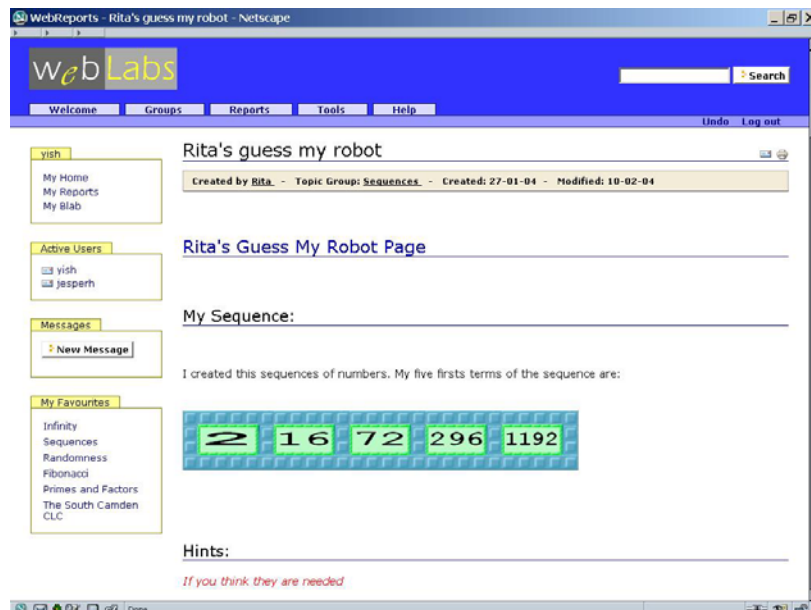 WebReports - Rita's guess my robot - Netscape
webLabs
Search
Welcome Groups Reports Tools Help
Undo Log out
yish
My Home
My Reports
My Blab
Active Users
yish
jesperh
Messages
New Message
My Favourites
Infinity
Sequences
Randomness
Fibonacci
Primes and Factors
The South Camden
CLC
Rita's guess my robot
Created by Rita - Topic Group: Sequences - Created: 27-01-04 - Modified: 10-02-04
Rita's Guess My Robot Page
My Sequence:
I created this sequences of numbers. My five firsts terms of the sequence are:
2 16 72 296 1192
Hints:
If you think they are needed
Done